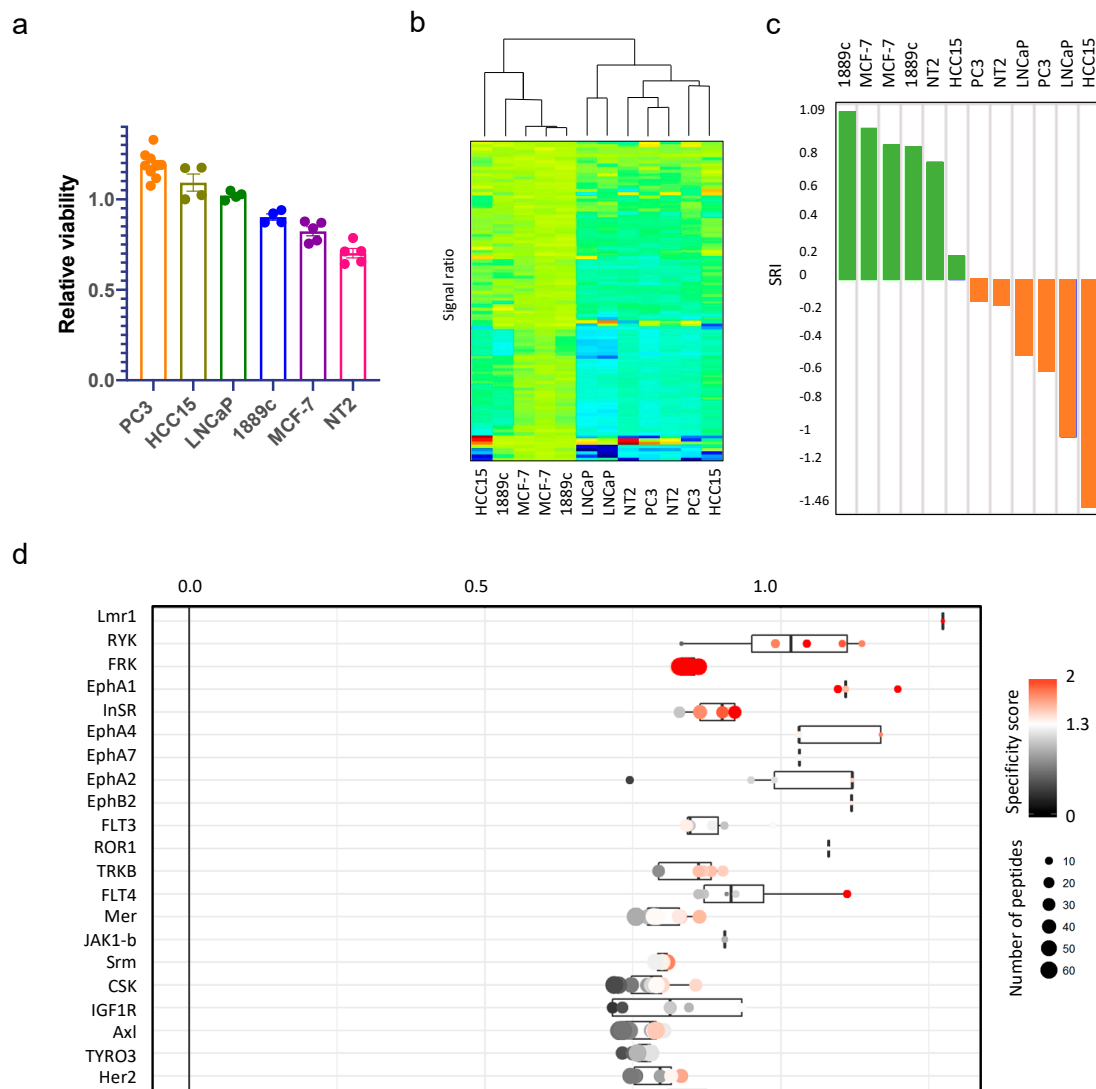 a
Relative viability
1.0
0.5
0.0
PC3
HCC15
LNCaP
1889c
MCF-7
NT2
b
Signal ratio
HCC15
1889c
MCF-7
MCF-7
1889c
LNCaP
LNCaP
NT2
PC3
NT2
PC3
HCC15
c
1889c
MCF-7
MCF-7
1889c
NT2
HCC15
PC3
NT2
LNCaP
PC3
LNCaP
HCC15
SRI
1.09
0.8
0.4
0.2
0
-0.2
-0.4
-0.6
-0.8
-1
-1.2
-1.46
d
0.0 0.5 1.0
Lmr1
RYK
FRK
EphA1
InSR
EphA4
EphA7
EphA2
EphB2
FLT3
ROR1
TRKB
FLT4
Mer
JAK1-b
Srm
CSK
IGF1R
Axl
TYRO3
Her2
Specificity score
2
1.3
0
Number of peptides
10
20
30
40
50
60